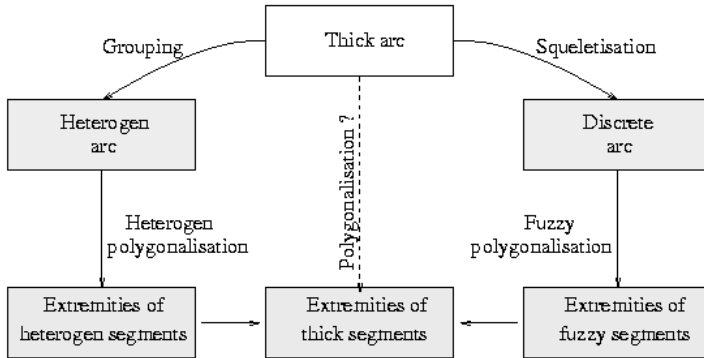 Grouping
Thick arc
Squeletisation
Heterogen
arc
Polygonalisation ?
Discrete
arc
Heterogen
polygonalisation
Fuzzy
polygonalisation
Extremities of
heterogen segments
Extremities of
thick segments
Extremities of
fuzzy segments